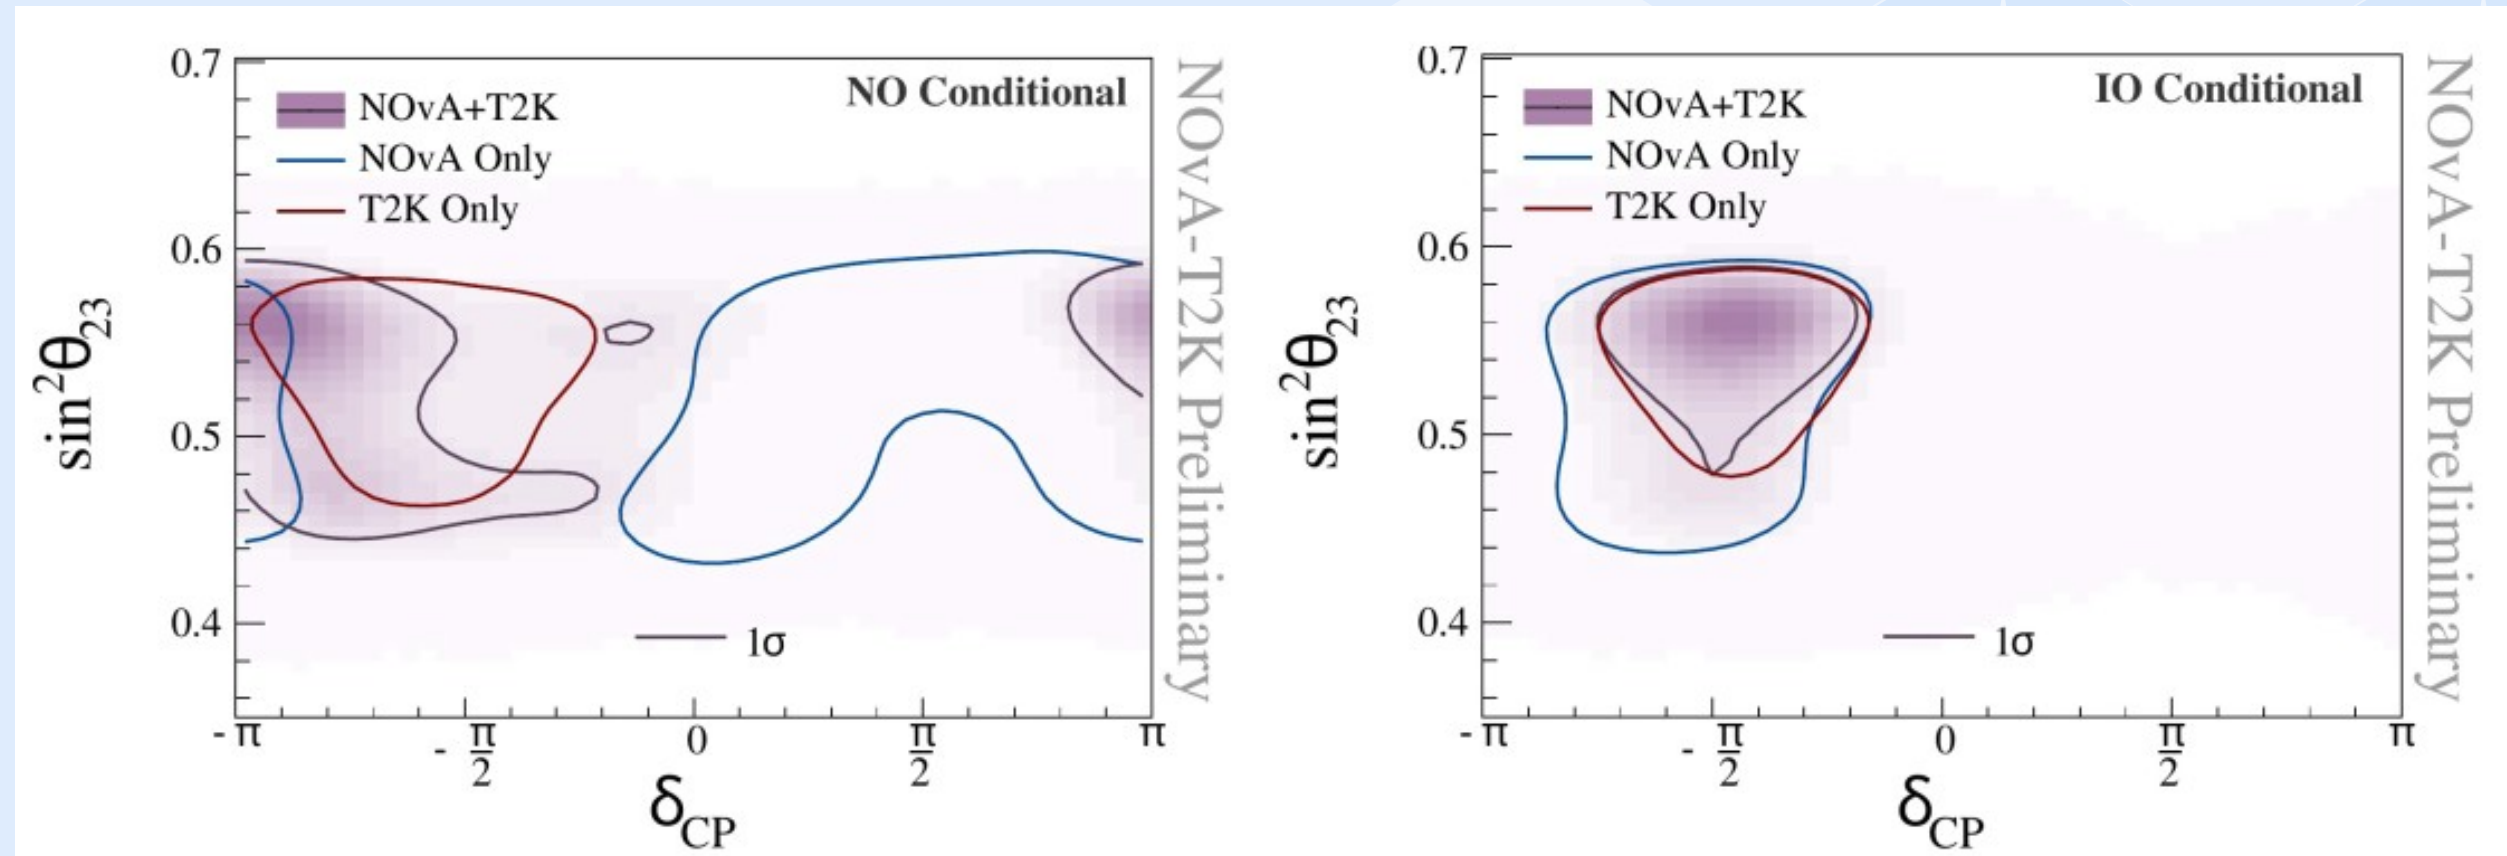 0.7
0.6
0.5
0.4
sin²θ₂₃
NO Conditional
NOvA+T2K
NOvA Only
T2K Only
1σ
-π
- π/2
0
π/2
π
δCP
NOvA-T2K Preliminary
0.7
0.6
0.5
0.4
sin²θ₂₃
IO Conditional
NOvA+T2K
NOvA Only
T2K Only
1σ
-π
- π/2
0
π/2
π
δCP
NOvA-T2K Preliminary